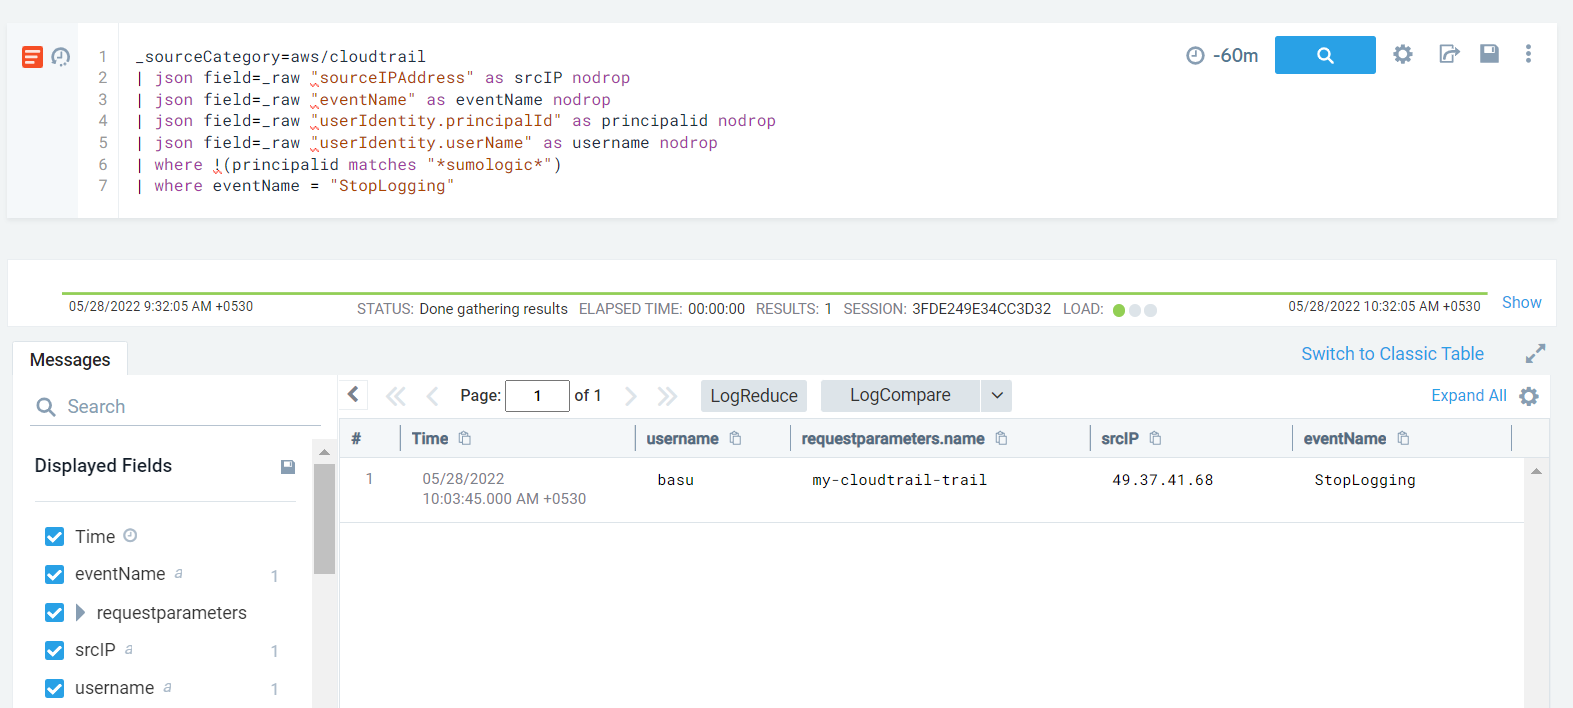 1 _sourceCategory=aws/cloudtrail
2 | json field=_raw "sourceIPAddress" as srcIP nodrop
3 | json field=_raw "eventName" as eventName nodrop
4 | json field=_raw "userIdentity.principalId" as principalid nodrop
5 | json field=_raw "userIdentity.userName" as username nodrop
6 | where !(principalid matches "*sumologic*")
7 | where eventName = "StopLogging"
-60m
05/28/2022 9:32:05 AM +0530
STATUS: Done gathering results ELAPSED TIME: 00:00:00 RESULTS: 1 SESSION: 3FDE249E34CC3D32 LOAD:
05/28/2022 10:32:05 AM +0530
Show
Messages
Switch to Classic Table
Search
Page: 1 of 1
LogReduce
LogCompare
Expand All
# Time username requestparameters.name srcIP eventName
1 05/28/2022 basu my-cloudtrail-trail 49.37.41.68 StopLogging
10:03:45.000 AM +0530
Displayed Fields
Time
eventName a 1
requestparameters
srcIP a 1
username a 1